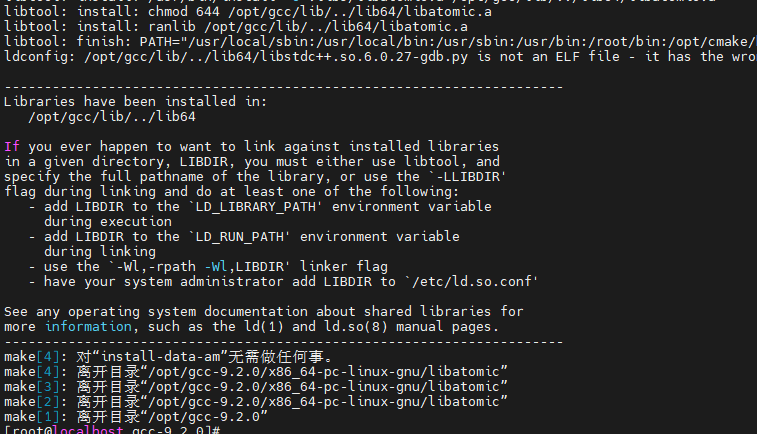 libtool: install: chmod 644 /opt/gcc/lib/../lib64/libatomic.a
libtool: install: ranlib /opt/gcc/lib/../lib64/libatomic.a
libtool: finish: PATH="/usr/local/sbin:/usr/local/bin:/usr/sbin:/usr/bin:/root/bin:/opt/cmake/
ldconfig: /opt/gcc/lib/../lib64/libstdc++.so.6.0.27-gdb.py is not an ELF file - it has the wro
----------------------------------------------------------------------
Libraries have been installed in:
   /opt/gcc/lib/../lib64
If you ever happen to want to link against installed libraries
in a given directory, LIBDIR, you must either use libtool, and
specify the full pathname of the library, or use the `-LLIBDIR'
flag during linking and do at least one of the following:
   - add LIBDIR to the `LD_LIBRARY_PATH' environment variable
     during execution
   - add LIBDIR to the `LD_RUN_PATH' environment variable
     during linking
   - use the `-Wl,-rpath -Wl,LIBDIR' linker flag
   - have your system administrator add LIBDIR to `/etc/ld.so.conf'
See any operating system documentation about shared libraries for
more information, such as the ld(1) and ld.so(8) manual pages.
----------------------------------------------------------------------
make[4]: 对“install-data-am”无需做任何事。
make[4]: 离开目录“/opt/gcc-9.2.0/x86_64-pc-linux-gnu/libatomic”
make[3]: 离开目录“/opt/gcc-9.2.0/x86_64-pc-linux-gnu/libatomic”
make[2]: 离开目录“/opt/gcc-9.2.0/x86_64-pc-linux-gnu/libatomic”
make[1]: 离开目录“/opt/gcc-9.2.0”
[root@localhost gcc-9.2.0]#